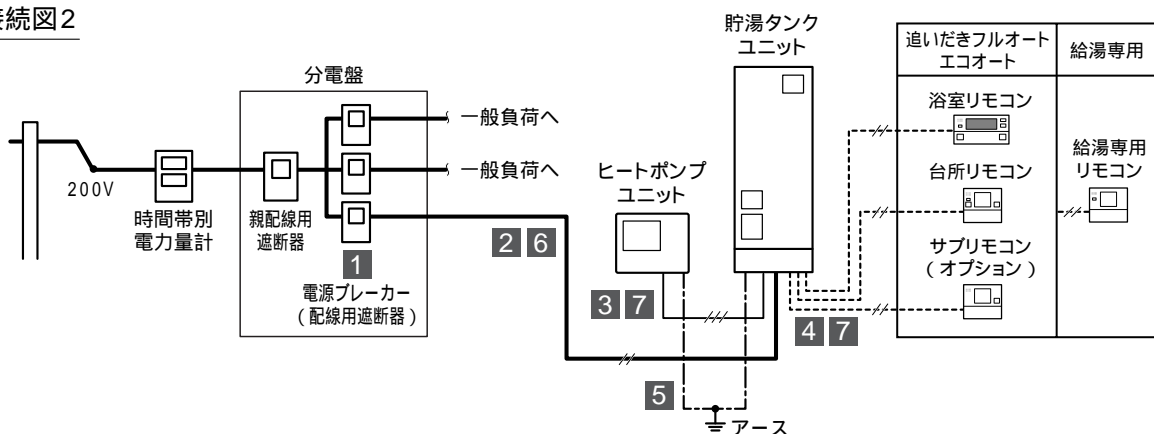 接続図2
分電盤
一般負荷へ
一般負荷へ
200V
時間帯別
電力量計
親配線用
遮断器
1
電源ブレーカー
(配線用遮断器)
2 6
ヒートポンプ
ユニット
3 7
貯湯タンク
ユニット
4 7
5
アース
追いだきフルオート
エコオート
給湯専用
浴室リモコン
台所リモコン
サブリモコン
(オプション)
給湯専用
リモコン